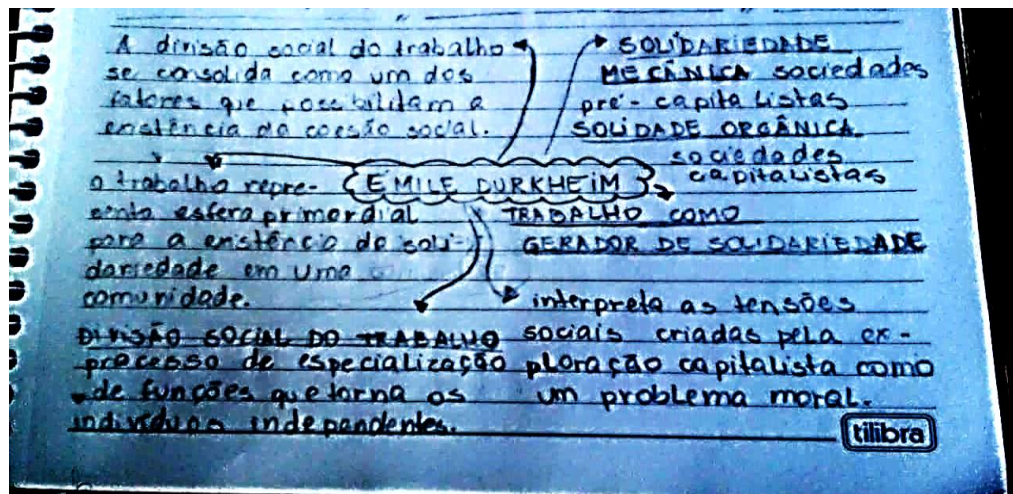 A divisão social do trabalho
se consolida como um dos
fatores que possibilitam a
existência da coesão social.
SOLIDARIEDADE
MECÂNICA sociedades
pré-capitalistas
SOLIDADE ORGÂNICA
sociedades
capitalistas
EMILE DURKHEIM
o trabalho repre-
senta esfera primordial
para a existência de soli-
dariedade em uma
comunidade.
TRABALHO COMO
GERADOR DE SOLIDARIEDADE
interpreta as tensões
sociais criadas pela ex-
ploração capitalista como
um problema moral.
DIVISÃO SOCIAL DO TRABALHO
processo de especialização
de funções que torna os
indivíduos independentes.
tilibra